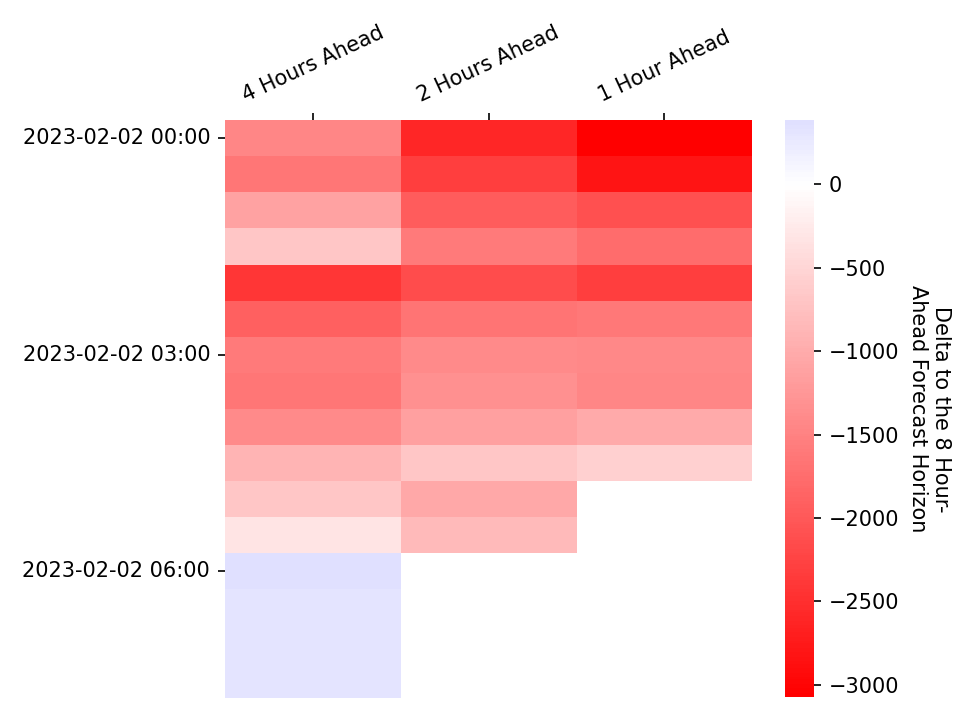 4 Hours Ahead
2 Hours Ahead
1 Hour Ahead
2023-02-02 00:00
2023-02-02 03:00
2023-02-02 06:00
0
−500
−1000
−1500
−2000
−2500
−3000
Delta to the 8 Hour-
Ahead Forecast Horizon